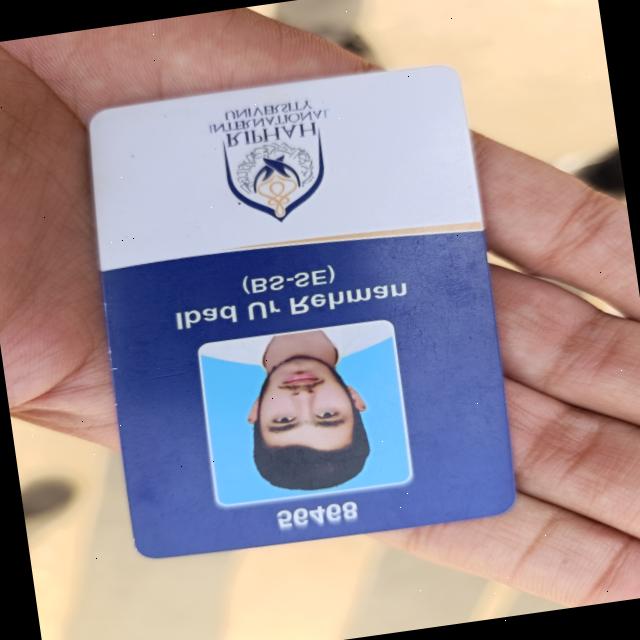 56468
Ibad Ur Rehman
(BS-SE)
RIPHAH
INTERNATIONAL
UNIVERSITY